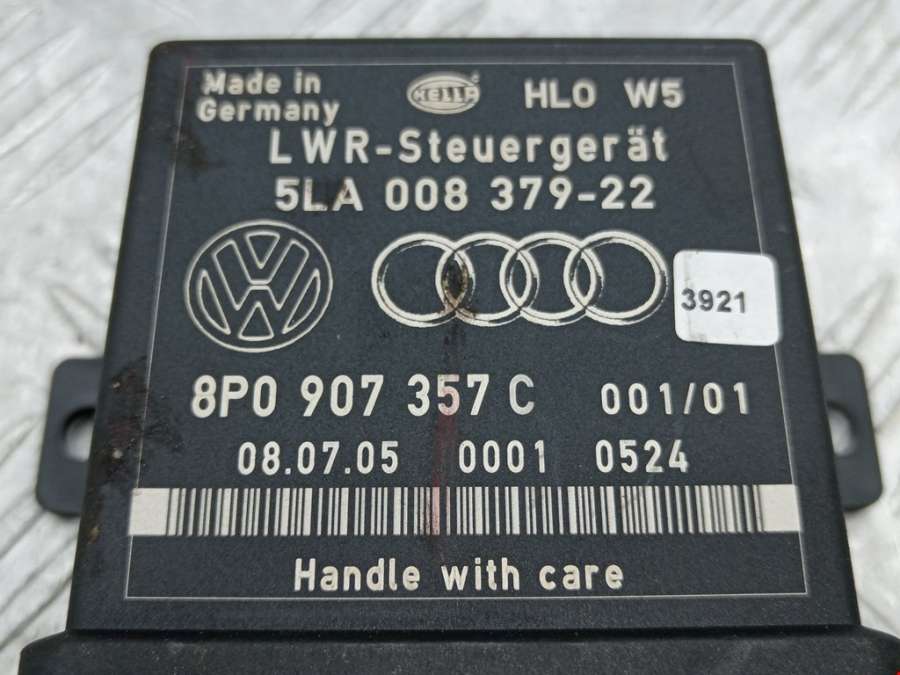 Made in
Germany
HELLA
HL0 W5
LWR-Steuergerät
5LA 008 379-22
3921
8P0 907 357 C 001/01
08.07.05 0001 0524
Handle with care